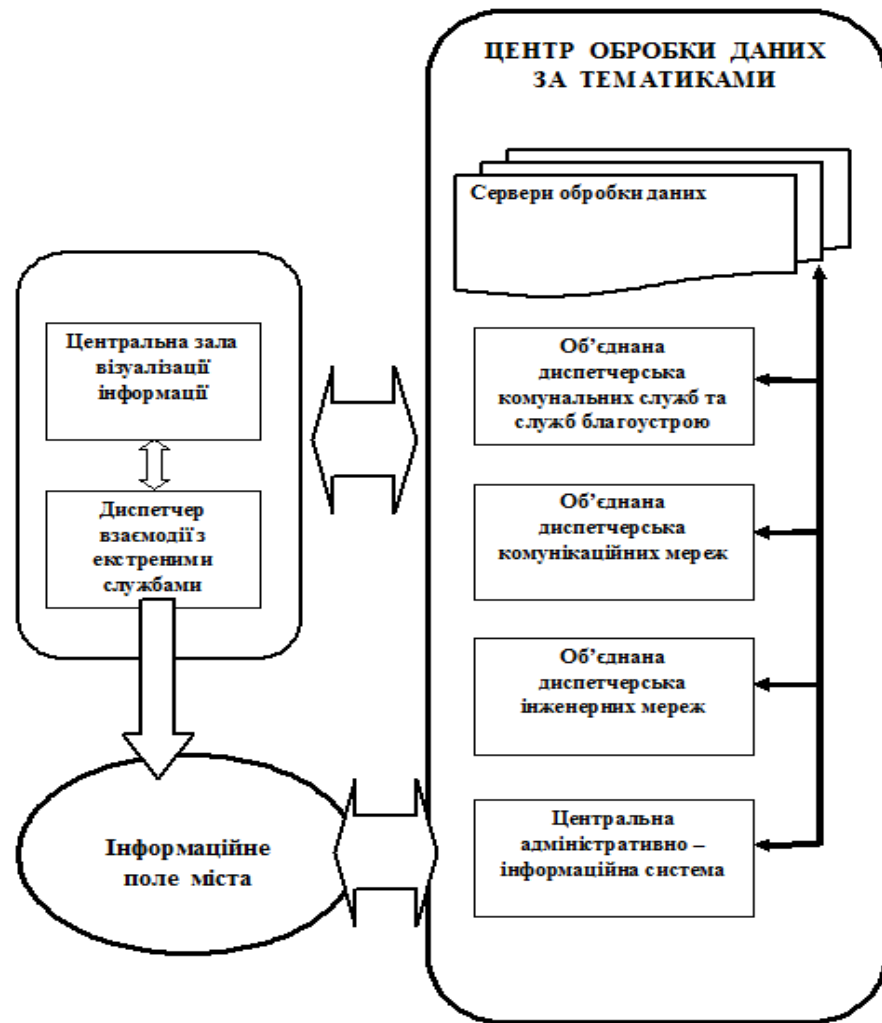 ЦЕНТР ОБРОБКИ ДАНИХ
ЗА ТЕМАТИКАМИ
Сервери обробки даних
Центральна зала
візуалізації
інформації
Диспетчер
взаємодії з
екстреними
службами
Інформаційне
поле міста
Об’єднана
диспетчерська
комунальних служб та
служб благоустрою
Об’єднана
диспетчерська
комунікаційних мереж
Об’єднана
диспетчерська
інженерних мереж
Центральна
адміністративно –
інформаційна система